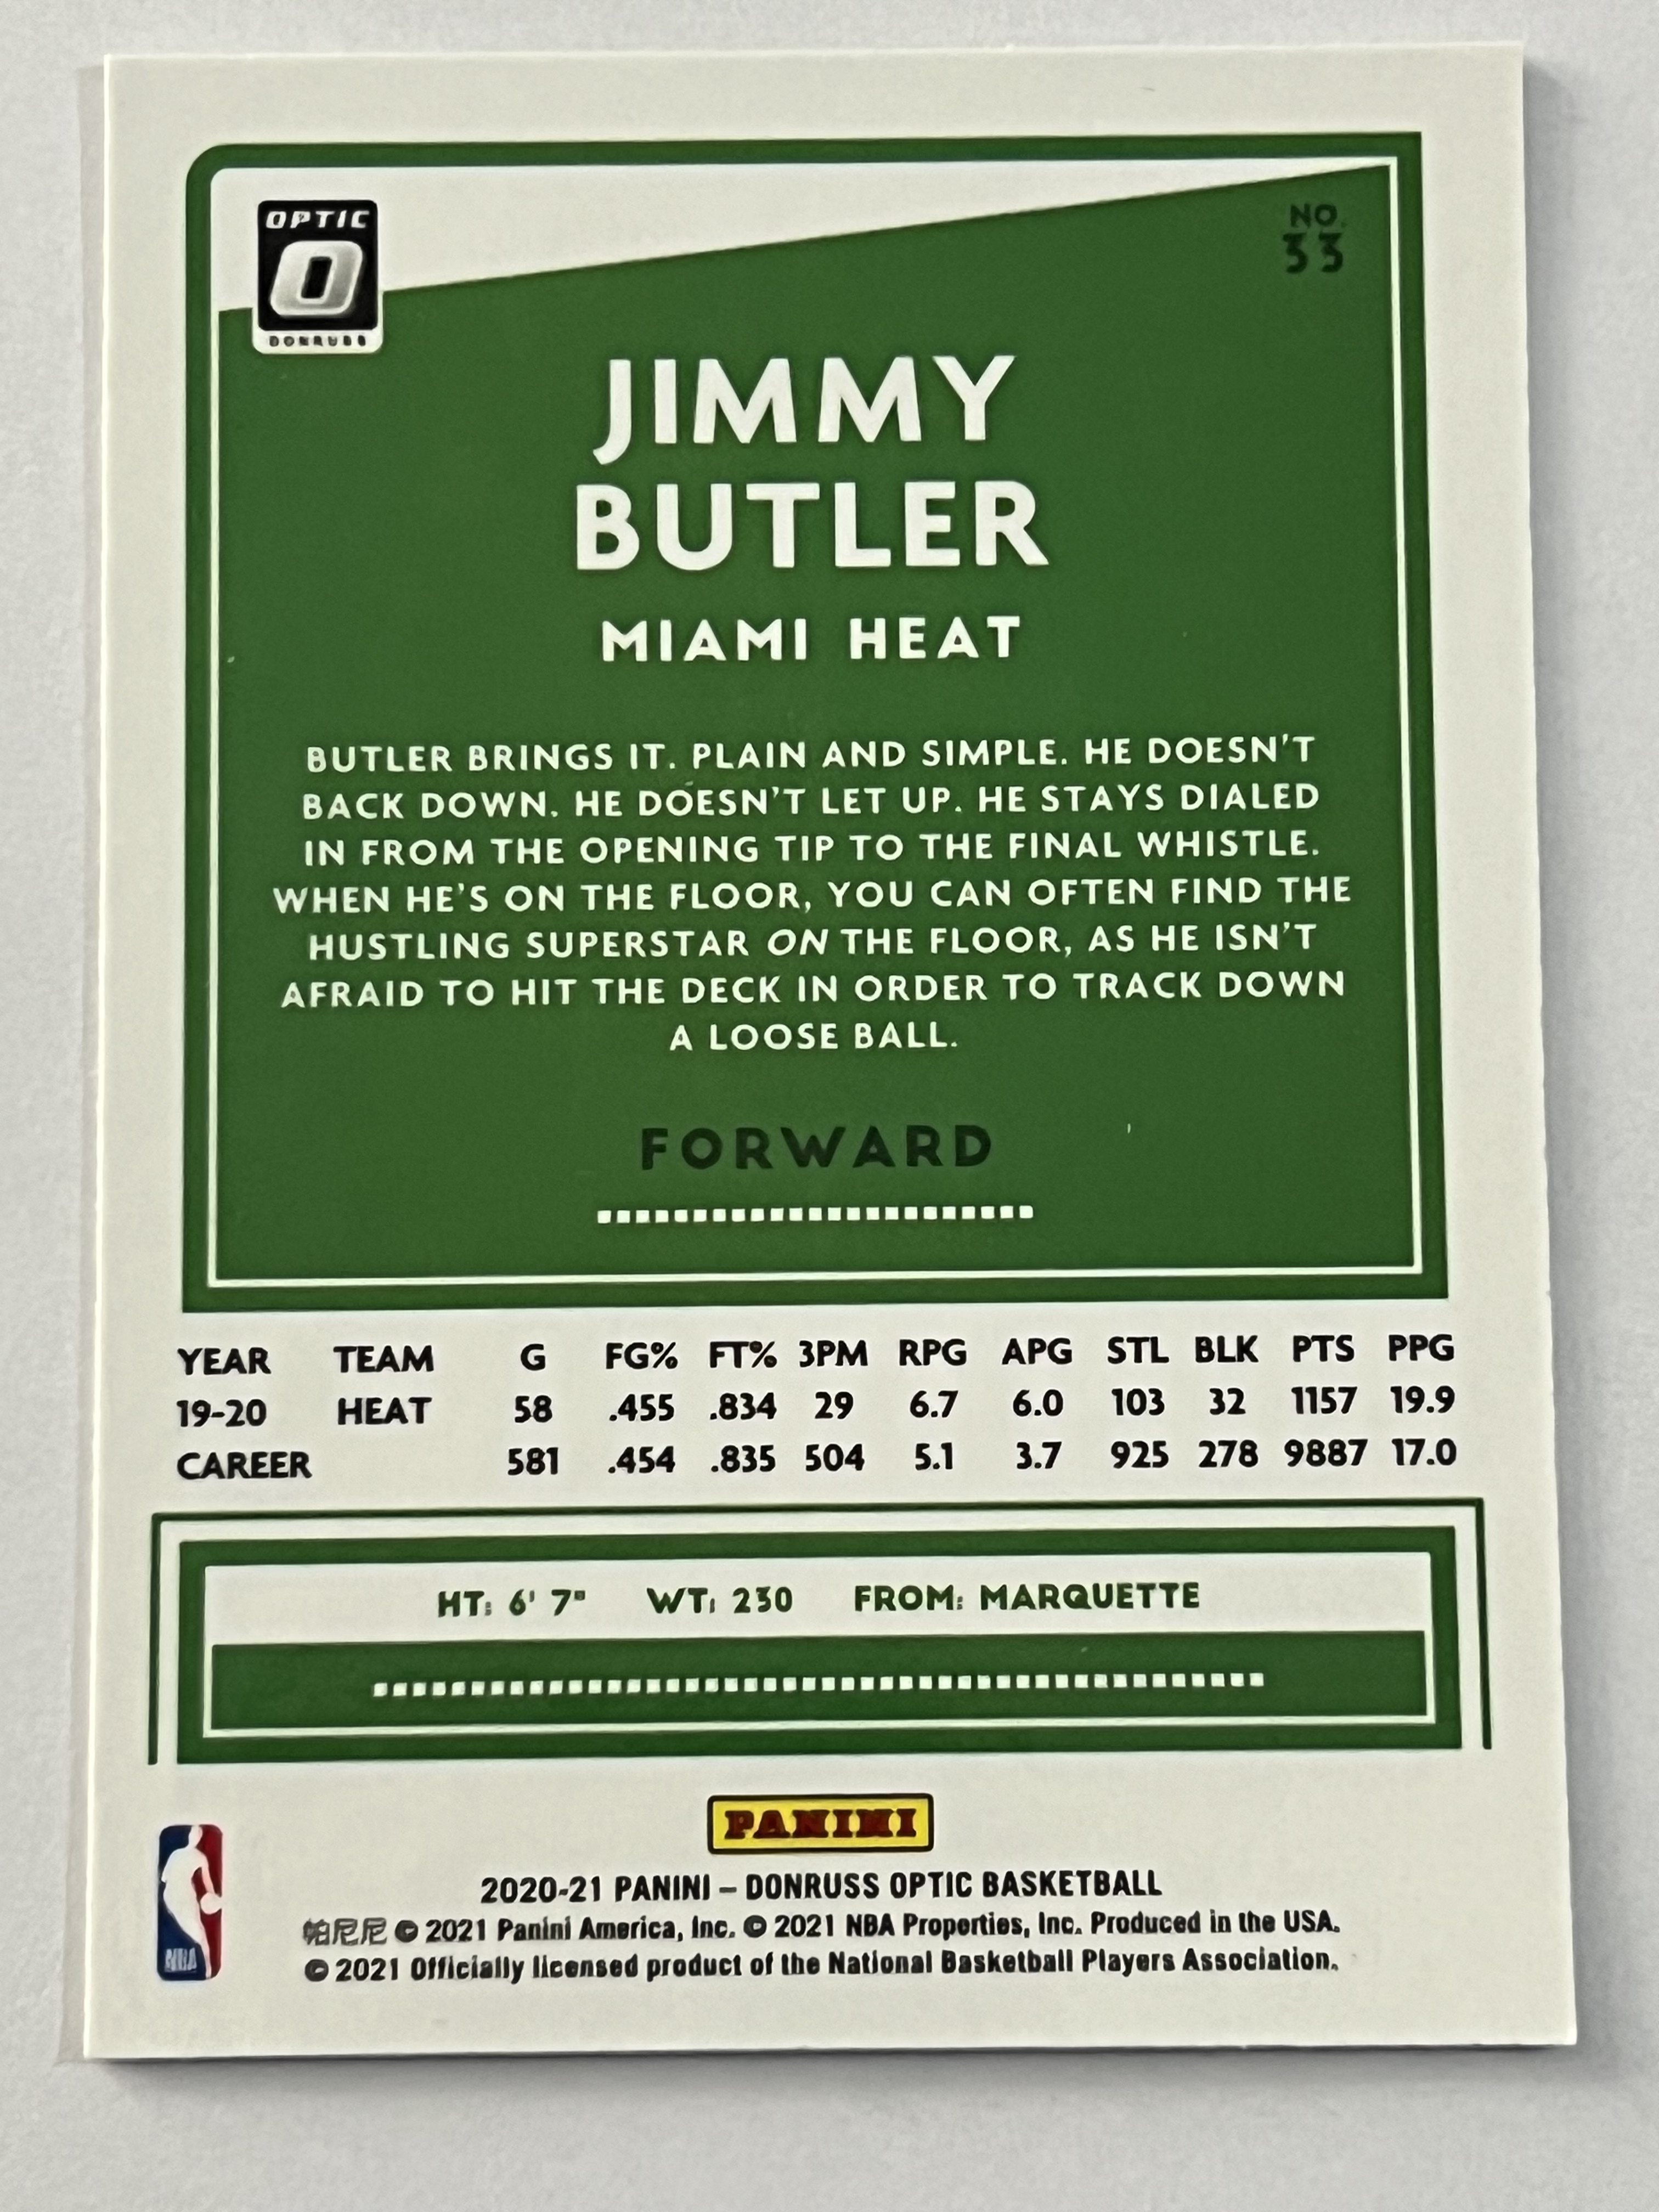 OPTIC
O
DONRUSS
NO.
33
JIMMY
BUTLER
MIAMI HEAT
BUTLER BRINGS IT. PLAIN AND SIMPLE. HE DOESN'T
BACK DOWN. HE DOESN'T LET UP. HE STAYS DIALED
IN FROM THE OPENING TIP TO THE FINAL WHISTLE.
WHEN HE'S ON THE FLOOR, YOU CAN OFTEN FIND THE
HUSTLING SUPERSTAR ON THE FLOOR, AS HE ISN'T
AFRAID TO HIT THE DECK IN ORDER TO TRACK DOWN
A LOOSE BALL.
FORWARD
YEAR TEAM G FG% FT% 3PM RPG APG STL BLK PTS PPG
19-20 HEAT 58 .455 .834 29 6.7 6.0 103 32 1157 19.9
CAREER 581 .454 .835 504 5.1 3.7 925 278 9887 17.0
HT: 6' 7" WT: 230 FROM: MARQUETTE
PANINI
2020-21 PANINI – DONRUSS OPTIC BASKETBALL
帕尼尼 © 2021 Panini America, Inc. © 2021 NBA Properties, Inc. Produced in the USA.
© 2021 Officially licensed product of the National Basketball Players Association.
NBA